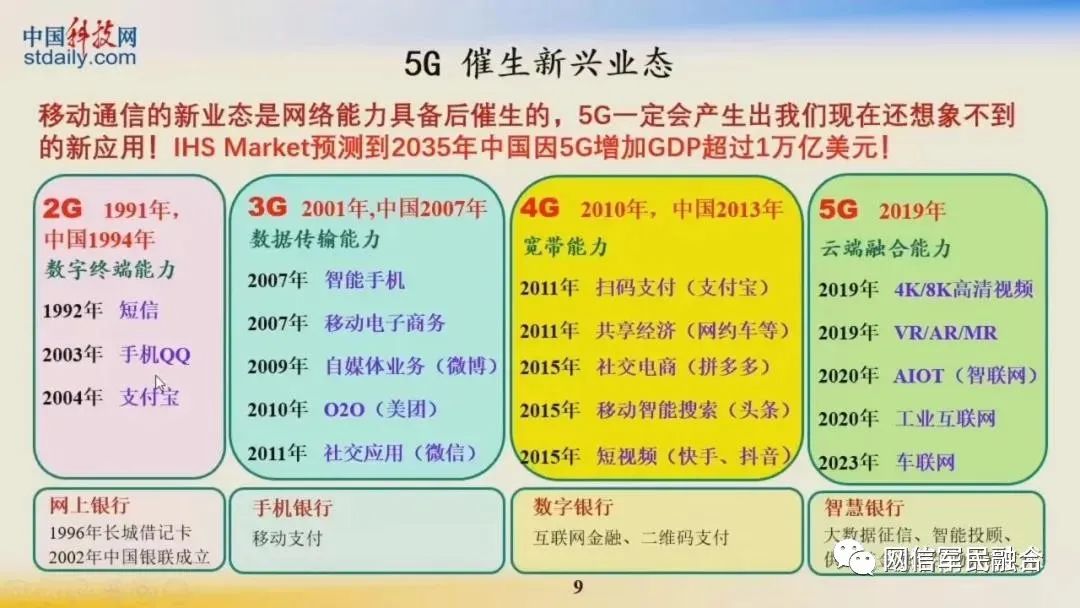 中国科技网
stdaily.com
5G 催生新兴业态
移动通信的新业态是网络能力具备后催生的，5G一定会产生出我们现在还想象不到
的新应用！IHS Market预测到2035年中国因5G增加GDP超过1万亿美元！
2G 1991年，
中国1994年
数字终端能力
1992年 短信
2003年 手机QQ
2004年 支付宝
3G 2001年,中国2007年
数据传输能力
2007年 智能手机
2007年 移动电子商务
2009年 自媒体业务（微博）
2010年 O2O（美团）
2011年 社交应用（微信）
4G 2010年，中国2013年
宽带能力
2011年 扫码支付（支付宝）
2011年 共享经济（网约车等）
2015年 社交电商（拼多多）
2015年 移动智能搜索（头条）
2015年 短视频（快手、抖音）
5G 2019年
云端融合能力
2019年 4K/8K高清视频
2019年 VR/AR/MR
2020年 AIOT（智联网）
2020年 工业互联网
2023年 车联网
网上银行
1996年长城借记卡
2002年中国银联成立
手机银行
移动支付
数字银行
互联网金融、二维码支付
智慧银行
大数据征信、智能投顾、
供
网信军民融合
9